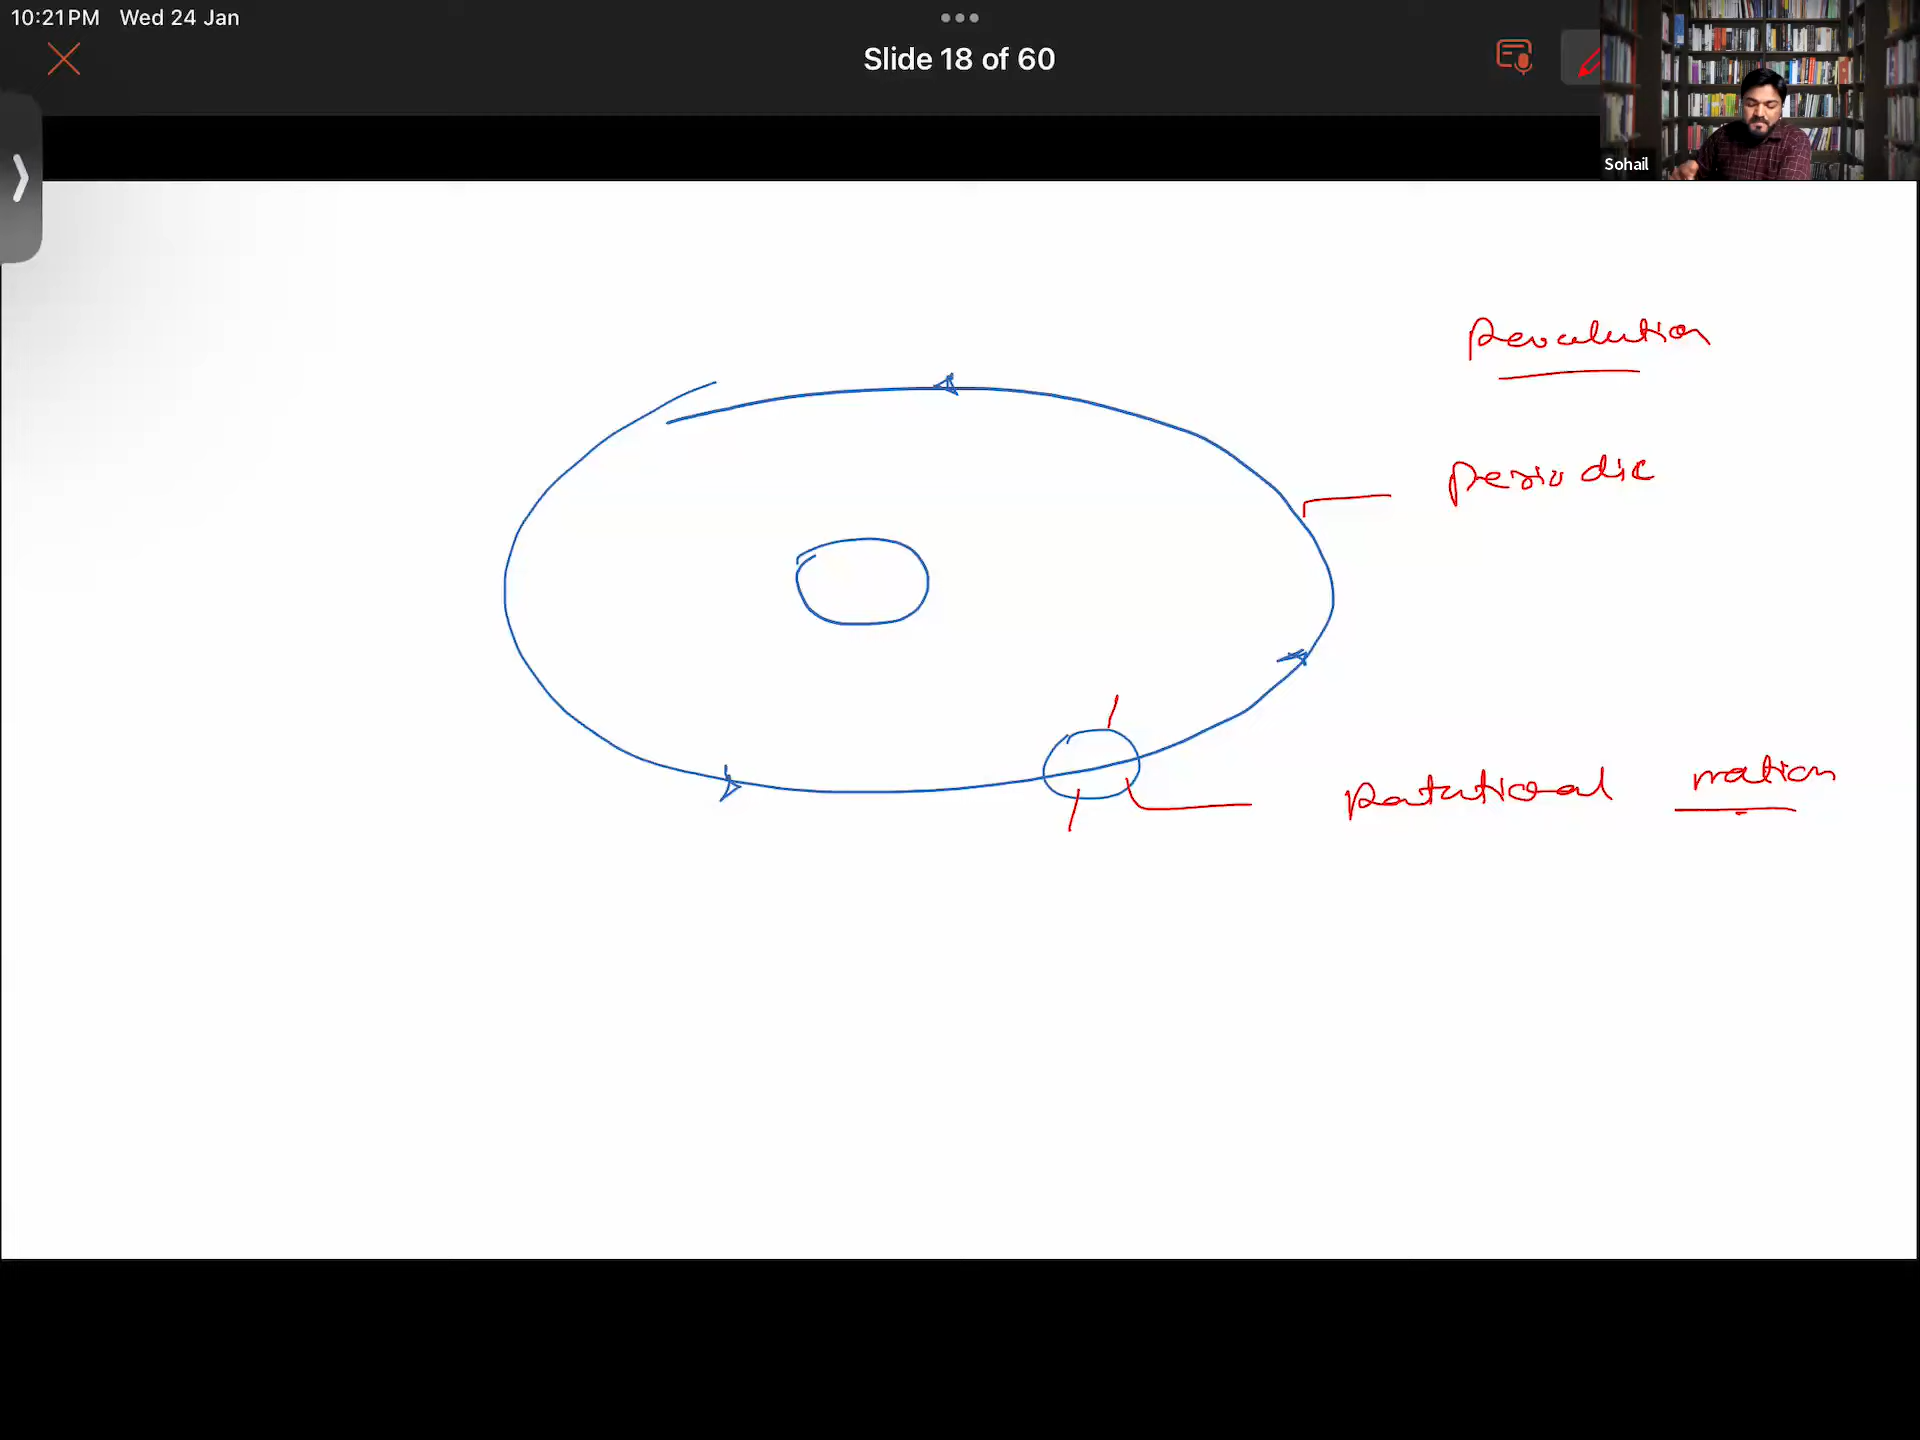 10:21 PM Wed 24 Jan
Slide 18 of 60
Sohail
Revolution
periodic
Rotational motion